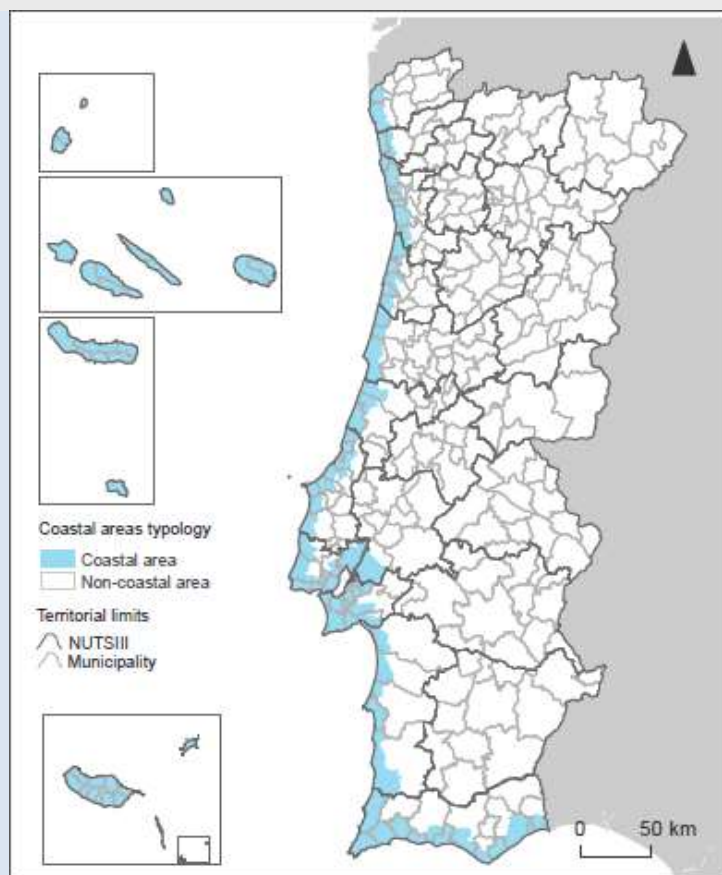 Coastal areas typology
Coastal area
Non-coastal area
Territorial limits
NUTSIII
Municipality
0 50 km